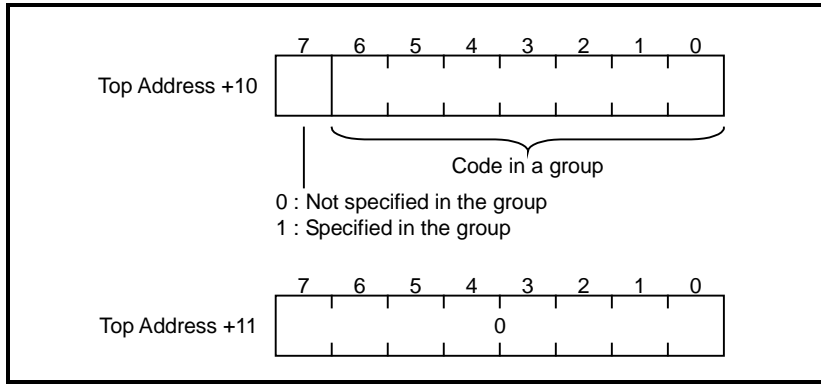 7 6 5 4 3 2 1 0
Top Address +10
Code in a group
0 : Not specified in the group
1 : Specified in the group
7 6 5 4 3 2 1 0
Top Address +11 0